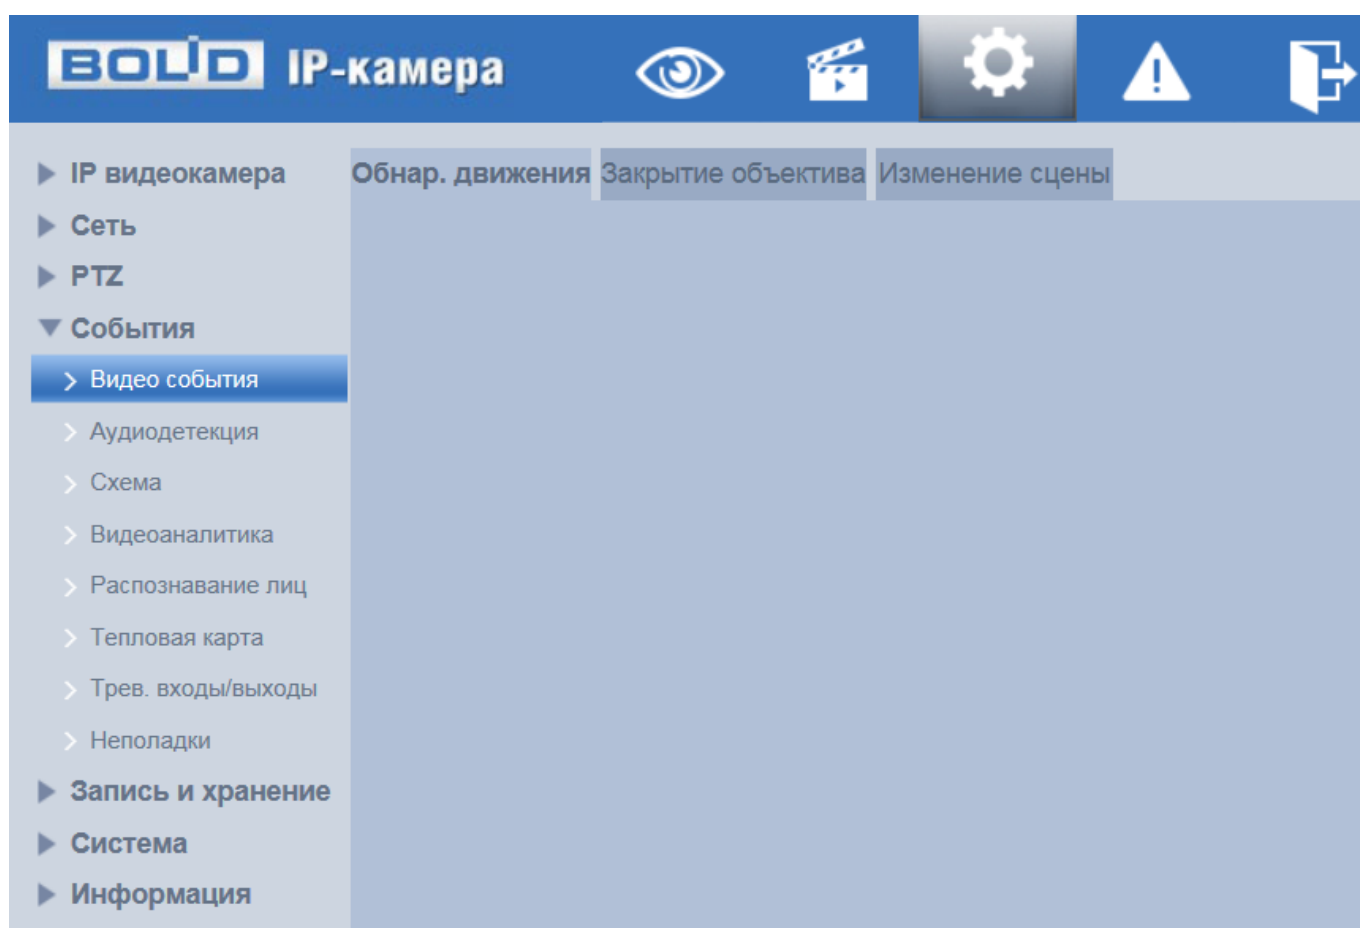 BOLID IP-камера
IP видеокамера
Сеть
PTZ
События
Видео события
Аудиодетекция
Схема
Видеоаналитика
Распознавание лиц
Тепловая карта
Трев. входы/выходы
Неполадки
Запись и хранение
Система
Информация
Обнар. движения Закрытие объектива Изменение сцены